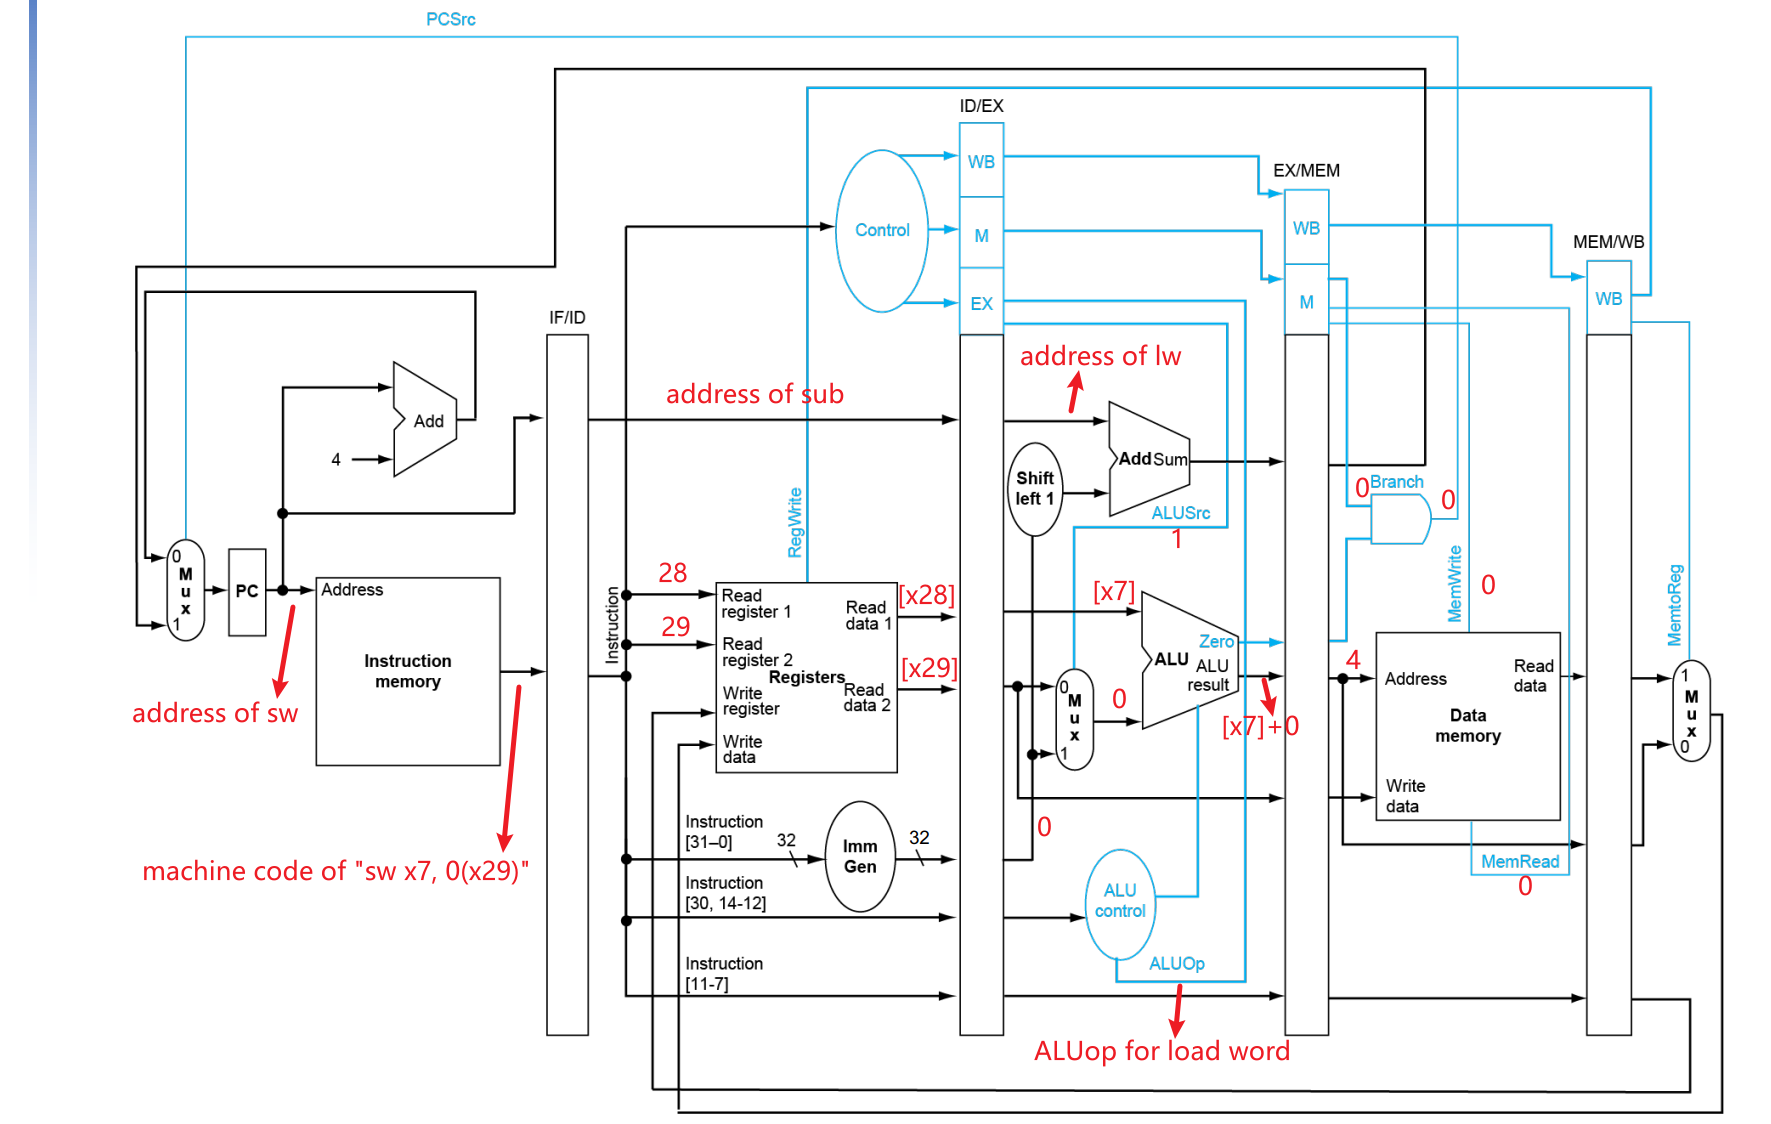 PCSrc
ID/EX
WB
EX/MEM
Control
M
WB
MEM/WB
EX
M
WB
IF/ID
address of lw
address of sub
Add
4
Add Sum
Shift
left 1
0
Branch
0
ALUSrc
1
RegWrite
MemWrite
0
MemtoReg
0
M
u
x
1
PC
Address
Instruction
memory
address of sw
machine code of "sw x7, 0(x29)"
Instruction
28
29
Read
register 1
Read
register 2
Write
register
Write
data
Registers
Read
data 1
Read
data 2
[x28]
[x29]
[x7]
0
M
u
x
1
0
Zero
ALU
ALU
result
[x7]+0
4
Address
Read
data
Data
memory
Write
data
1
M
u
x
0
Instruction
[31–0]
32
Imm
Gen
32
0
MemRead
0
Instruction
[30, 14-12]
ALU
control
Instruction
[11-7]
ALUOp
ALUop for load word